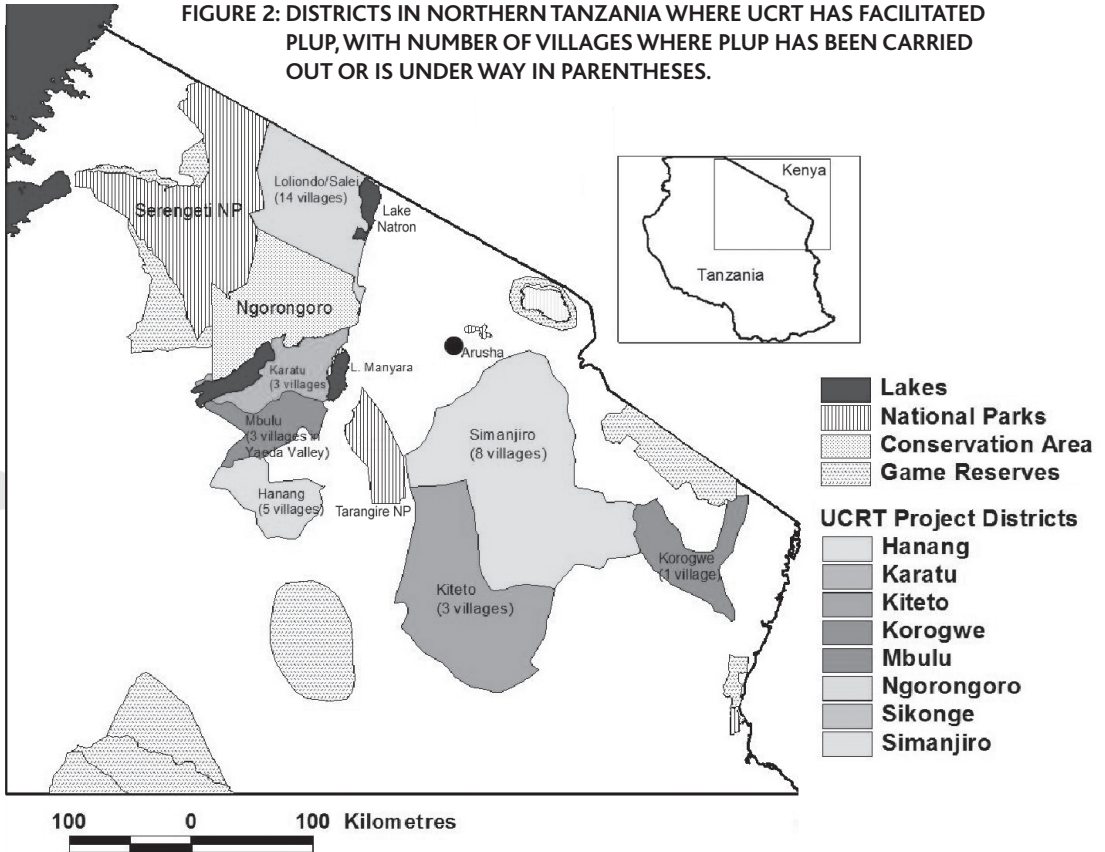 FIGURE 2: DISTRICTS IN NORTHERN TANZANIA WHERE UCRT HAS FACILITATED
PLUP, WITH NUMBER OF VILLAGES WHERE PLUP HAS BEEN CARRIED
OUT OR IS UNDER WAY IN PARENTHESES.
Kenya
Tanzania
Loliondo/Salei
(14 villages)
Lake
Natron
Serengeti NP
Ngorongoro
Arusha
Karatu
(3 villages
L. Manyara
Mbulu
(3 villages in
Yaeda Valley)
Simanjiro
(8 villages)
Hanang
(5 villages)
Tarangire NP
Korogwe
(1 village)
Kiteto
(3 villages)
Lakes
National Parks
Conservation Area
Game Reserves
UCRT Project Districts
Hanang
Karatu
Kiteto
Korogwe
Mbulu
Ngorongoro
Sikonge
Simanjiro
100 0 100 Kilometres